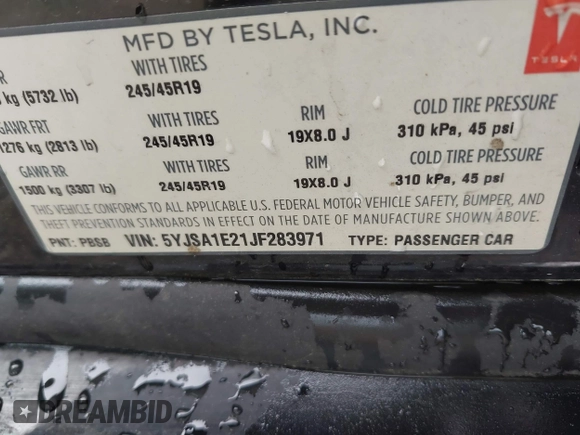 MFD BY TESLA, INC.
TESLA
RR WITH TIRES
kg (5732 lb) 245/45R19
GAWR FRT WITH TIRES RIM COLD TIRE PRESSURE
1276 kg (2813 lb) 245/45R19 19X8.0 J 310 kPa, 45 psi
GAWR RR WITH TIRES RIM COLD TIRE PRESSURE
1500 kg (3307 lb) 245/45R19 19X8.0 J 310 kPa, 45 psi
THIS VEHICLE CONFORMS TO ALL APPLICABLE U.S. FEDERAL MOTOR VEHICLE SAFETY, BUMPER, AND
THEFT PREVENTION STANDARDS IN EFFECT ON THE DATE OF MANUFACTURE SHOWN ABOVE.
PNT: PBSB VIN: 5YJSA1E21JF283971 TYPE: PASSENGER CAR
DREAMBID